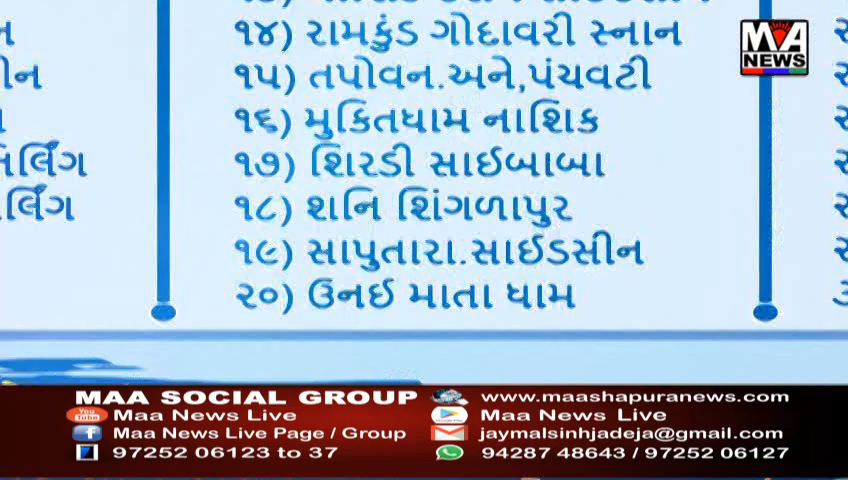 ૧૪) રામકુંડ ગોદાવરી સ્નાન
૧૫) તપોવન.અને,પંચવટી
૧૬) મુકિતધામ નાશિક
૧૭) શિરડી સાઈબાબા
૧૮) શનિ શિંગળાપુર
૧૯) સાપુતારા.સાઈડસીન
૨૦) ઉનઈ માતા ધામ
MAA NEWS
MAA SOCIAL GROUP
You Tube Maa News Live
Maa News Live Page / Group
97252 06123 to 37
www.maashapuranews.com
Maa News Live
jaymalsinhjadeja@gmail.com
94287 48643 / 97252 06127